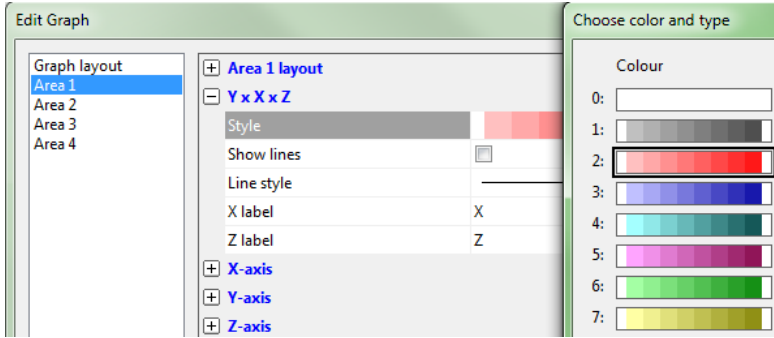 Edit Graph
Graph layout
Area 1
Area 2
Area 3
Area 4
Area 1 layout
Y x X x Z
Style
Show lines
Line style
X label X
Z label Z
X-axis
Y-axis
Z-axis
Choose color and type
Colour
0:
1:
2:
3:
4:
5:
6:
7: